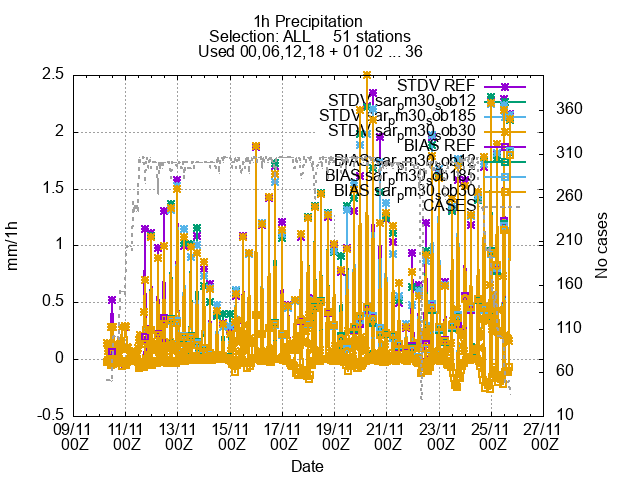 1h Precipitation
Selection: ALL 51 stations
Used 00,06,12,18 + 01 02 ... 36
2.5
2
1.5
1
0.5
0
-0.5
mm/1h
360
310
260
210
160
110
60
10
No cases
STDV REF
STDV sar_pm30_sob12
STDV sar_pm30_sob185
STDV sar_pm30_sob30
BIAS REF
BIAS sar_pm30_sob12
BIAS sar_pm30_sob185
BIAS sar_pm30_sob30
CASES
09/11 11/11 13/11 15/11 17/11 19/11 21/11 23/11 25/11 27/11
00Z 00Z 00Z 00Z 00Z 00Z 00Z 00Z 00Z 00Z
Date